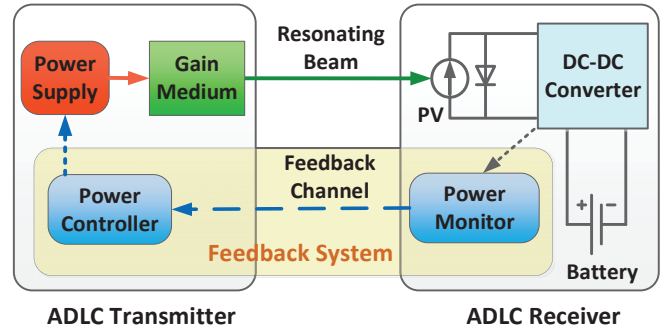 Power
Supply
Gain
Medium
Resonating
Beam
PV
DC-DC
Converter
Power
Controller
Feedback
Channel
Power
Monitor
+
-
Feedback System
Battery
ADLC Transmitter
ADLC Receiver